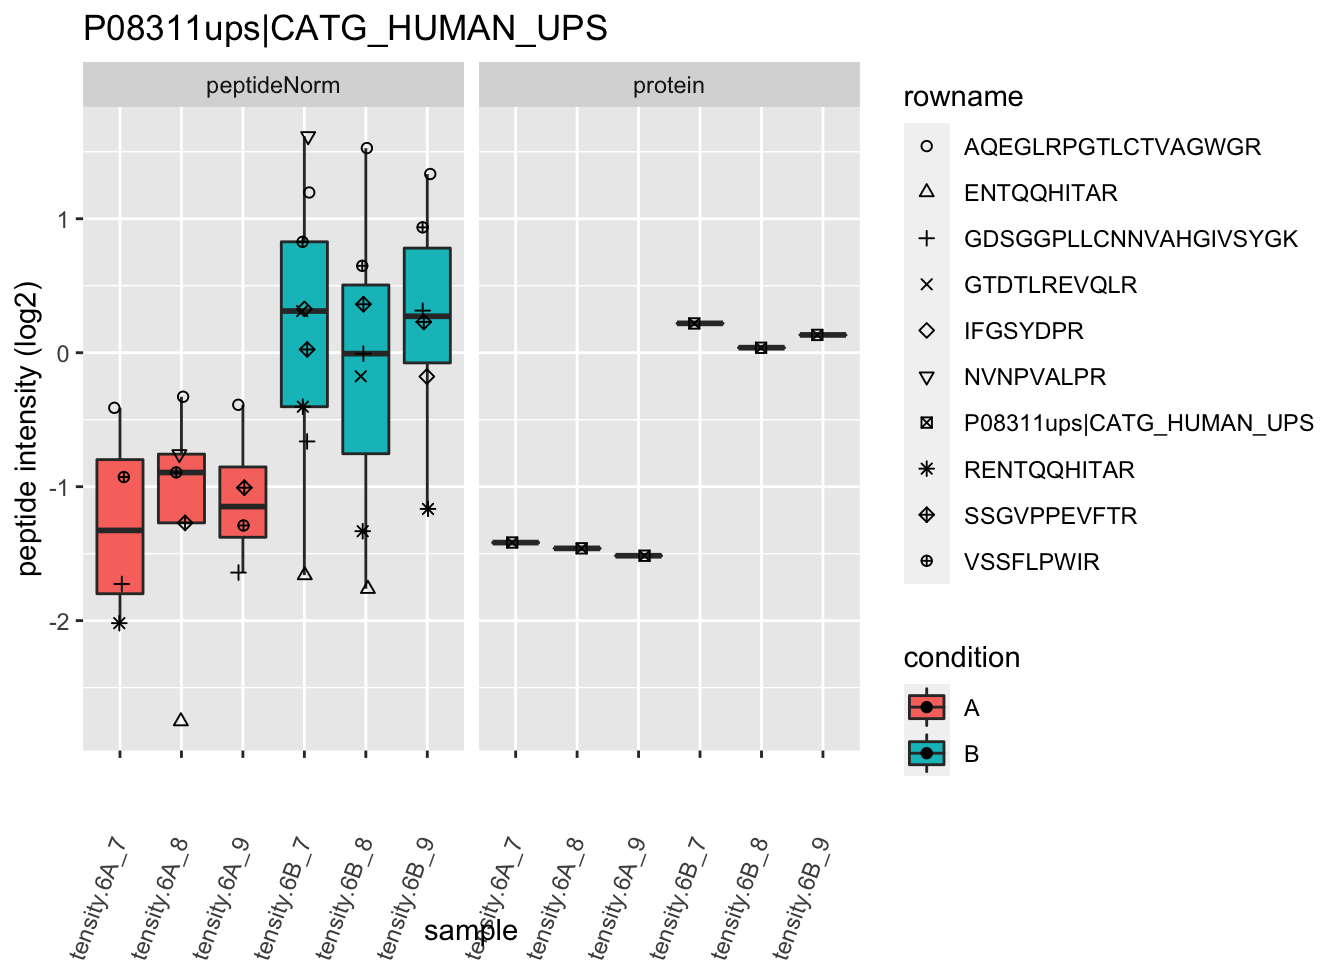 P08311ups|CATG_HUMAN_UPS
peptideNorm
protein
peptide intensity (log2)
1
0
-1
-2
tensity.6A_7
tensity.6A_8
tensity.6A_9
tensity.6B_7
tensity.6B_8
tensity.6B_9
tensity.6A_7
tensity.6A_8
tensity.6A_9
tensity.6B_7
tensity.6B_8
tensity.6B_9
sample
rowname
AQEGLRPGTLCTVAGWGR
ENTQQHITAR
GDSGGPLLCNNVAHGIVSYGK
GTDTLREVQLR
IFGSYDPR
NVNPVALPR
P08311ups|CATG_HUMAN_UPS
RENTQQHITAR
SSGVPPEVFTR
VSSFLPWIR
condition
A
B